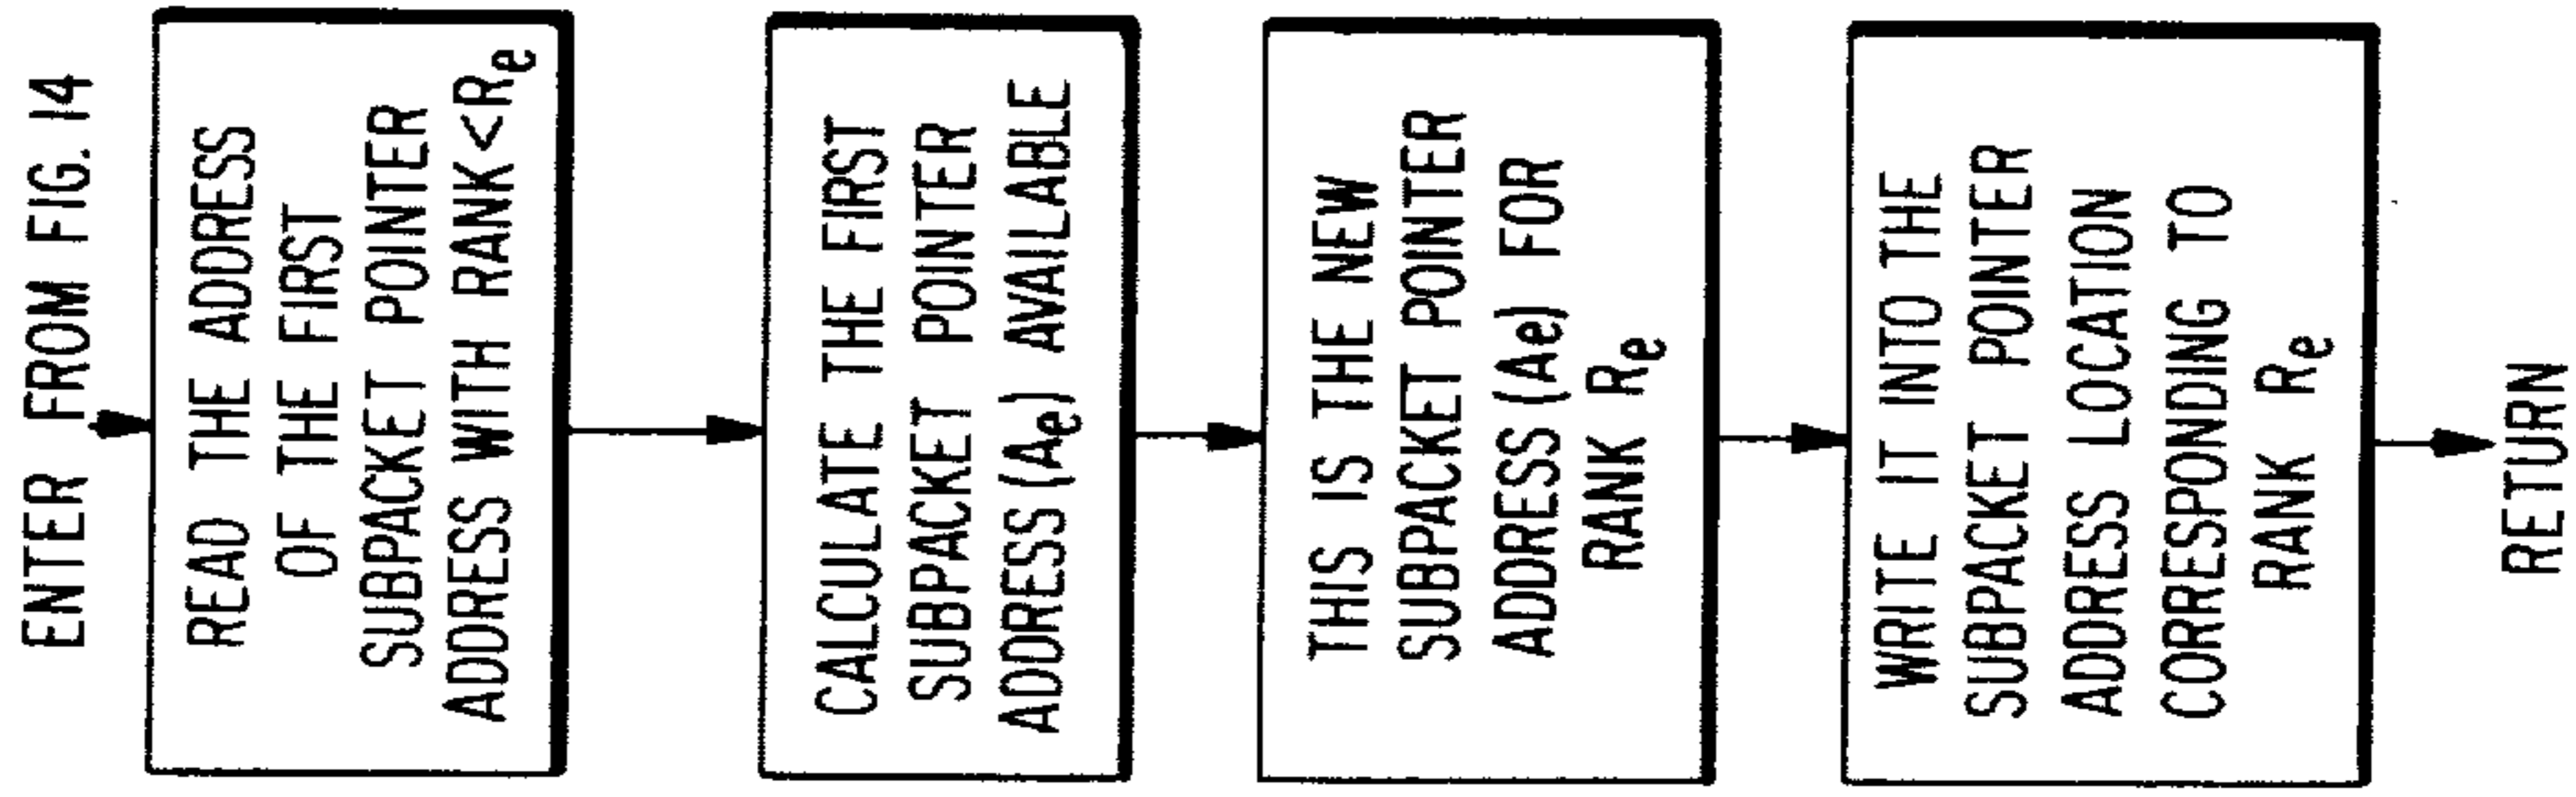 ENTER FROM FIG. 14
READ THE ADDRESS
OF THE FIRST
SUBPACKET POINTER
ADDRESS WITH RANK<Re
CALCULATE THE FIRST
SUBPACKET POINTER
ADDRESS (Ae) AVAILABLE
THIS IS THE NEW
SUBPACKET POINTER
ADDRESS (Ae) FOR
RANK Re
WRITE IT INTO THE
SUBPACKET POINTER
ADDRESS LOCATION
CORRESPONDING TO
RANK Re
RETURN